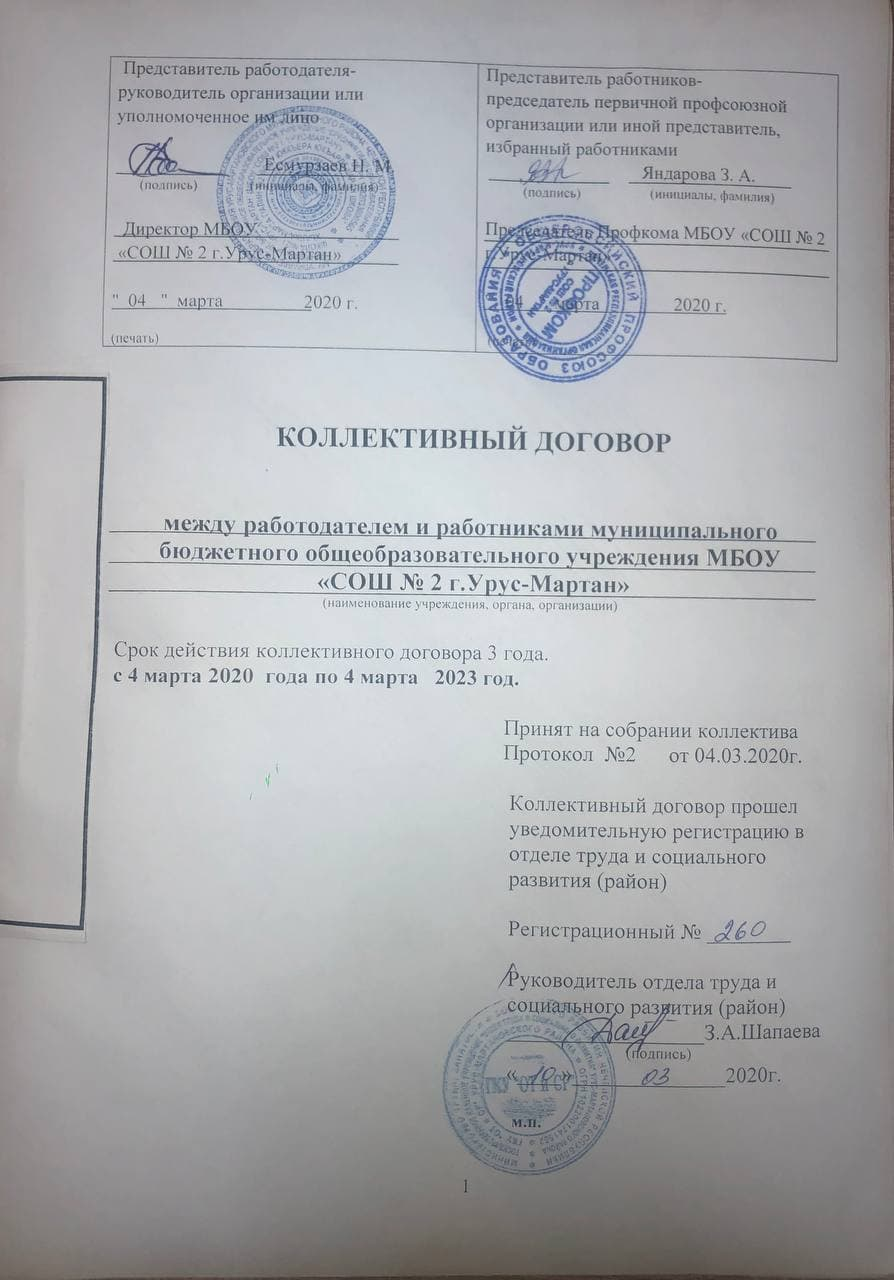 Представитель работодателя-
руководитель организации или
уполномоченное им лицо
Есмурзаев Н. М.
(подпись) (инициалы, фамилия)
Директор МБОУ
«СОШ № 2 г.Урус-Мартан»
" 04 " марта 2020 г.
(печать)
Представитель работников-
председатель первичной профсоюзной
организации или иной представитель,
избранный работниками
Яндарова З. А.
(подпись) (инициалы, фамилия)
Председатель Профкома МБОУ «СОШ № 2
г.Урус-Мартан»
04 марта 2020 г.
ПРОФКОМ
КОЛЛЕКТИВНЫЙ ДОГОВОР
между работодателем и работниками муниципального
бюджетного общеобразовательного учреждения МБОУ
«СОШ № 2 г.Урус-Мартан»
(наименование учреждения, органа, организации)
Срок действия коллективного договора 3 года.
с 4 марта 2020 года по 4 марта 2023 год.
Принят на собрании коллектива
Протокол №2 от 04.03.2020г.
Коллективный договор прошел
уведомительную регистрацию в
отделе труда и социального
развития (район)
Регистрационный № 260
Руководитель отдела труда и
социального развития (район)
З.А.Шапаева
(подпись)
« 10 » 03 2020г.
ГКУ "ОТ и СР"
м.п.
1